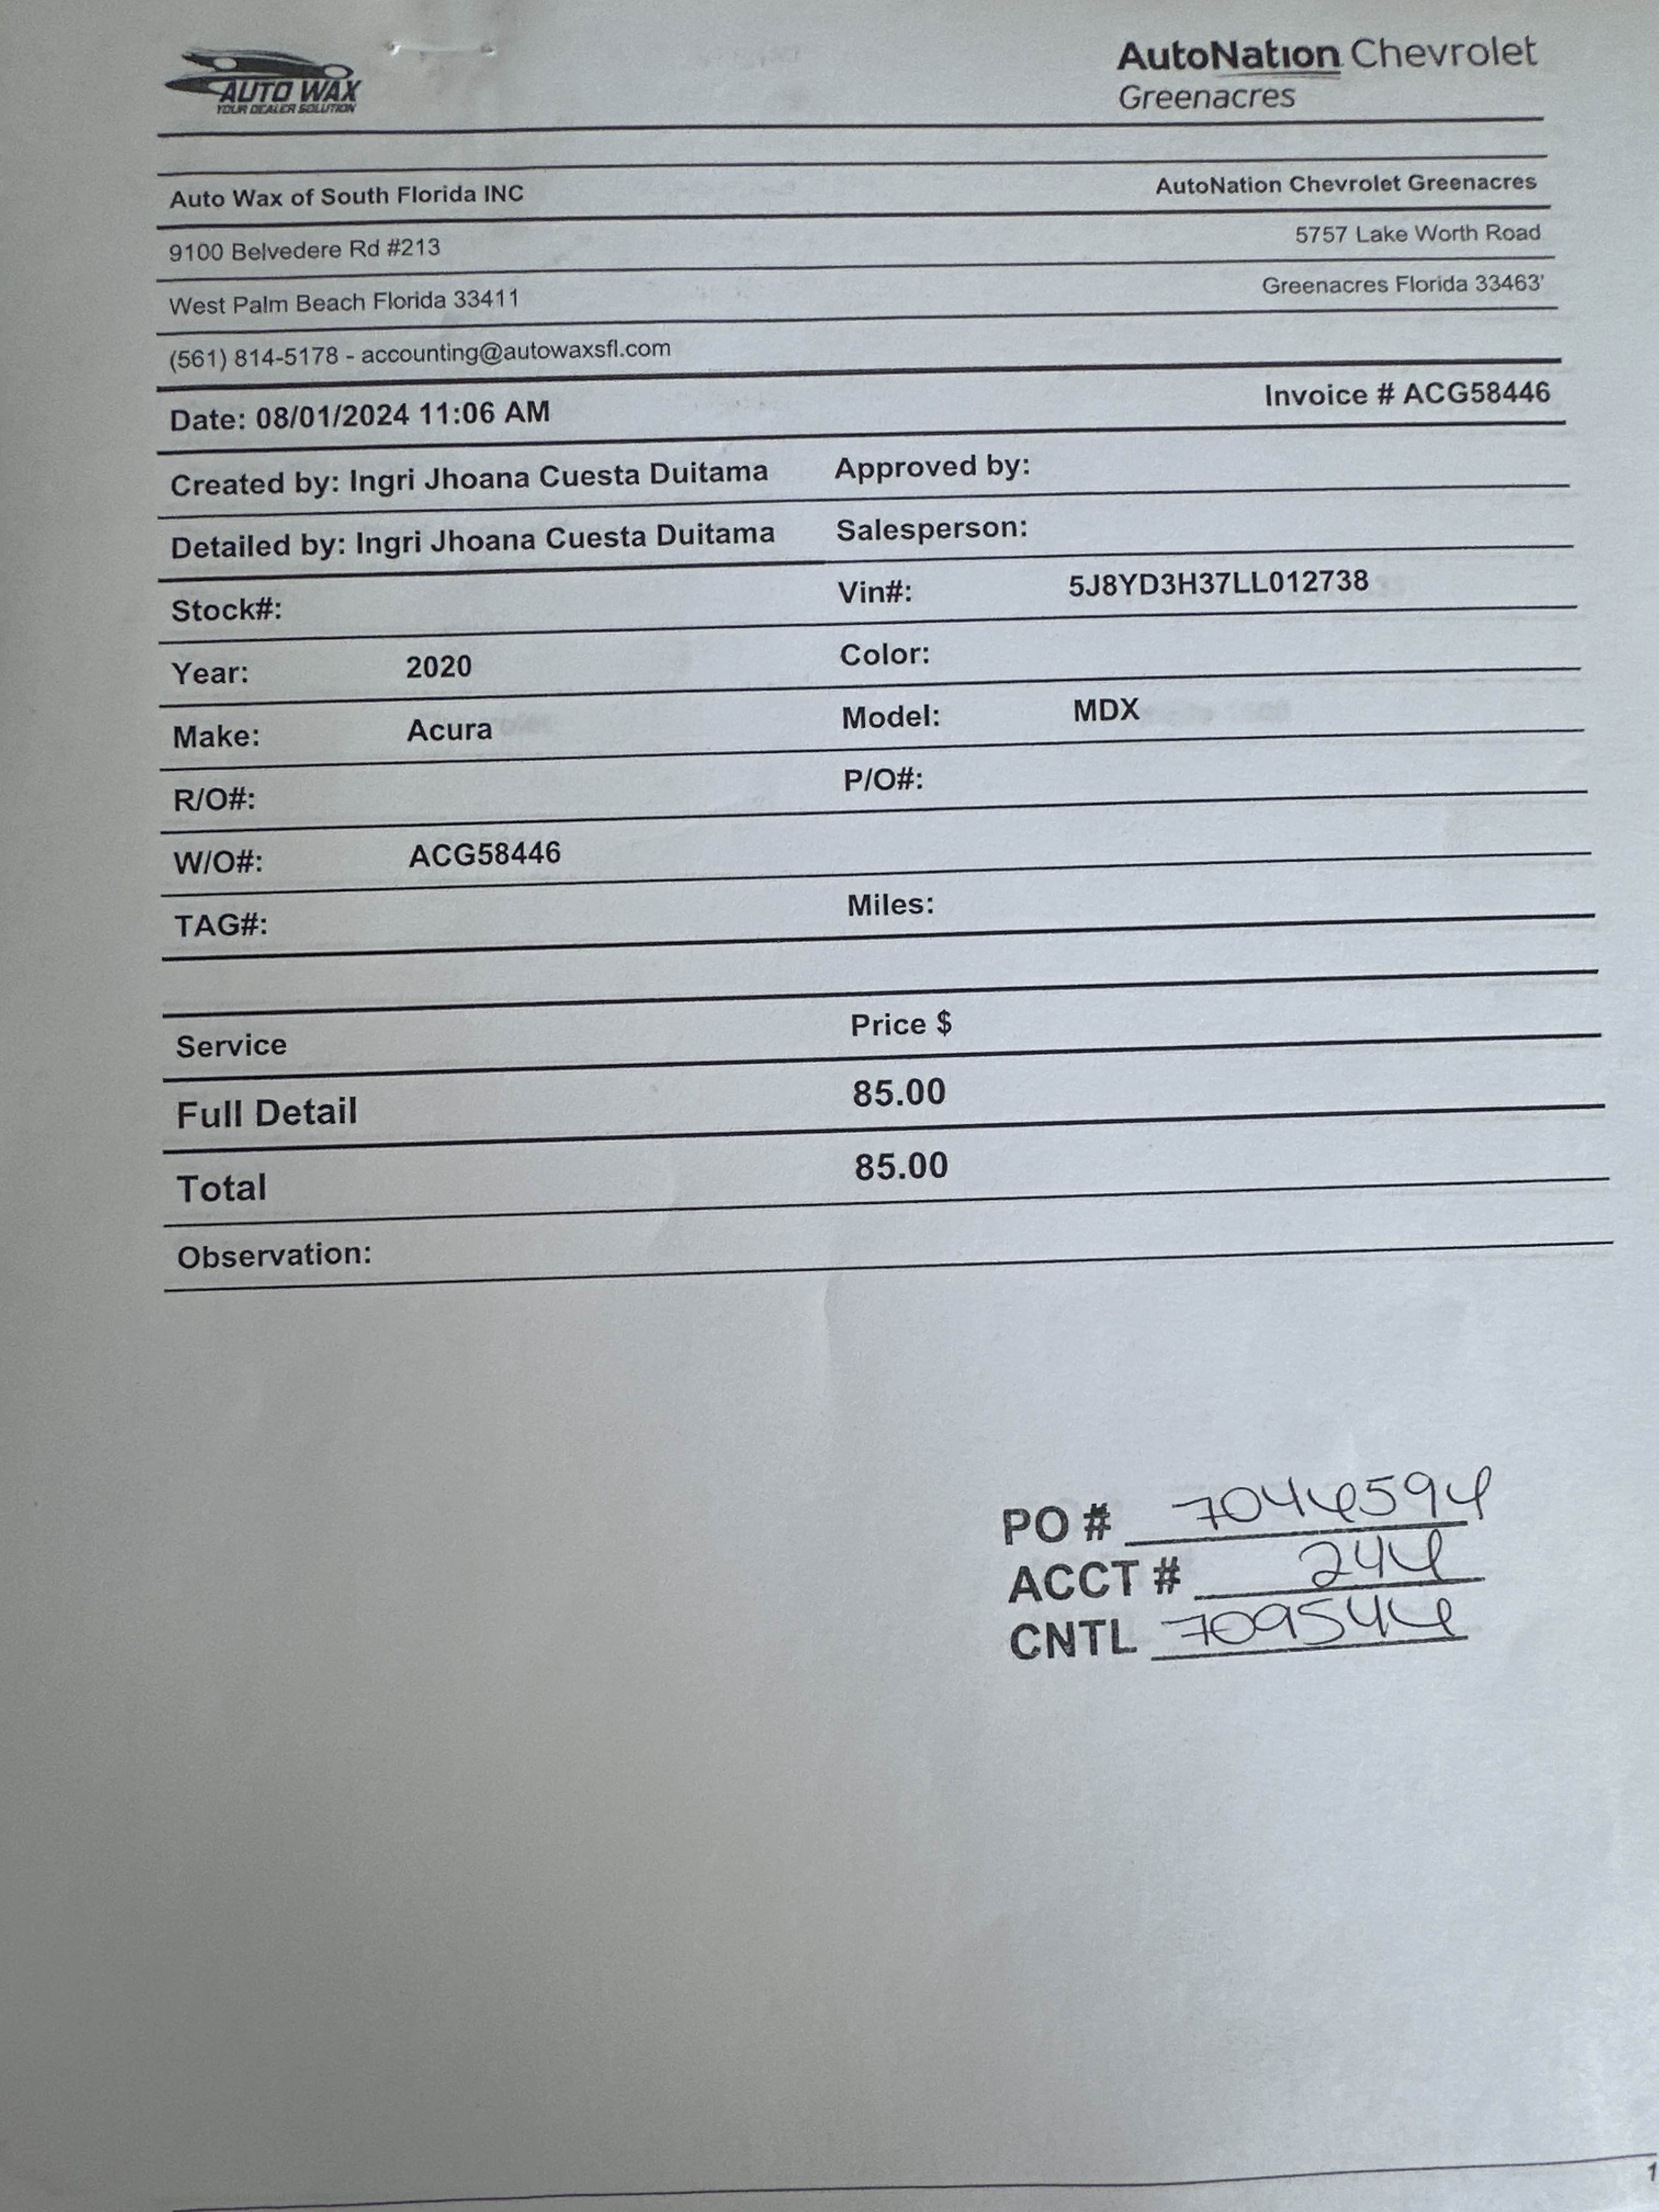 AUTO WAX
YOUR DEALER SOLUTION
AutoNation Chevrolet
Greenacres
Auto Wax of South Florida INC
AutoNation Chevrolet Greenacres
9100 Belvedere Rd #213
5757 Lake Worth Road
West Palm Beach Florida 33411
Greenacres Florida 33463'
(561) 814-5178 - accounting@autowaxsfl.com
Date: 08/01/2024 11:06 AM
Invoice # ACG58446
Created by: Ingri Jhoana Cuesta Duitama Approved by:
Detailed by: Ingri Jhoana Cuesta Duitama Salesperson:
Stock#: Vin#: 5J8YD3H37LL012738
Year: 2020 Color:
Make: Acura Model: MDX
R/O#: P/O#:
W/O#: ACG58446
TAG#: Miles:
Service Price $
Full Detail 85.00
Total 85.00
Observation:
PO # 7044594
ACCT # 244
CNTL 709544
1